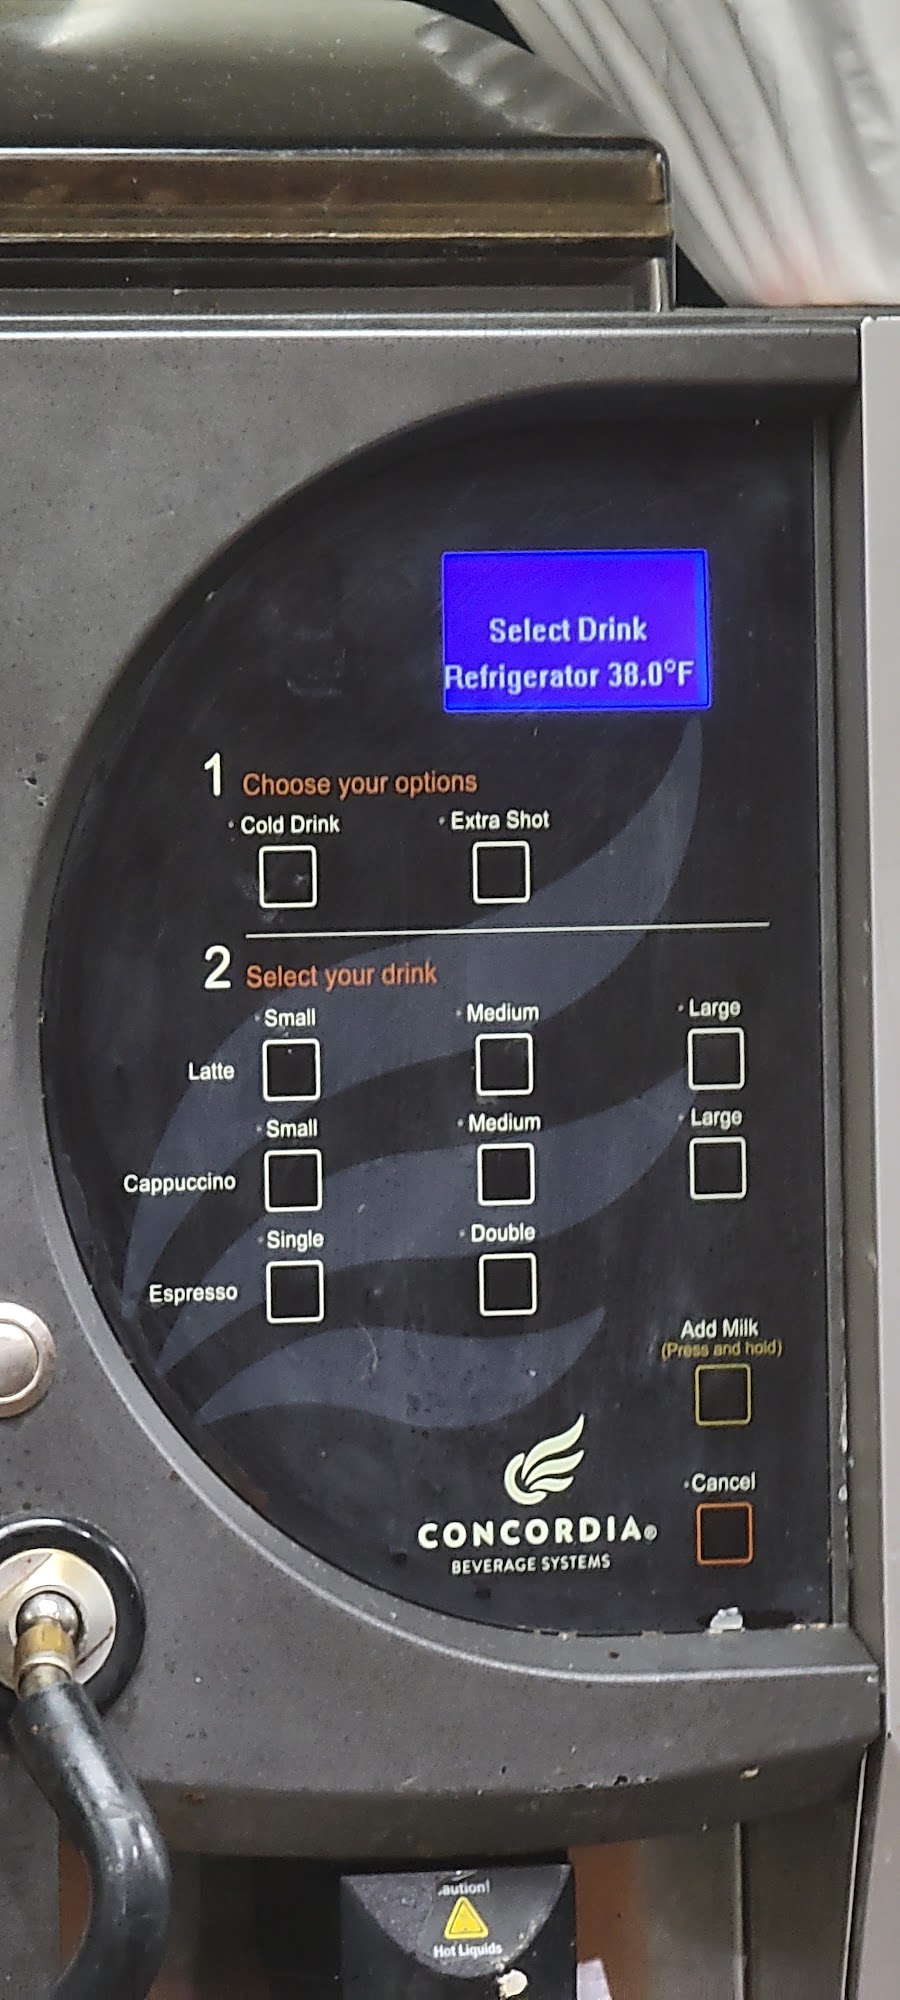 Select Drink
Refrigerator 38.0°F
1 Choose your options
Cold Drink Extra Shot
2 Select your drink
Small Medium Large
Latte
Small Medium Large
Cappuccino
Single Double
Espresso
Add Milk
(Press and hold)
Cancel
CONCORDIA®
BEVERAGE SYSTEMS
aution!
Hot Liquids